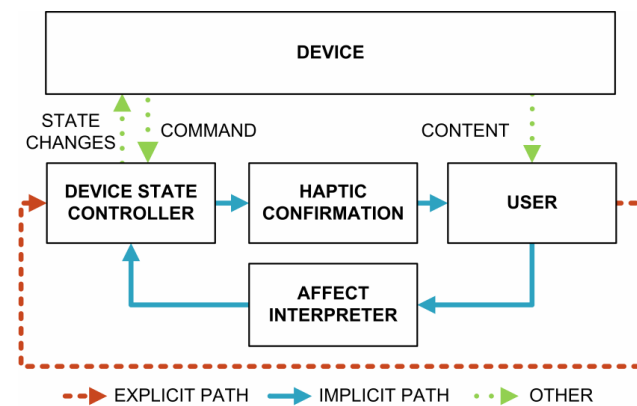 DEVICE
STATE
CHANGES
COMMAND
CONTENT
DEVICE STATE
CONTROLLER
HAPTIC
CONFIRMATION
USER
AFFECT
INTERPRETER
EXPLICIT PATH
IMPLICIT PATH
OTHER